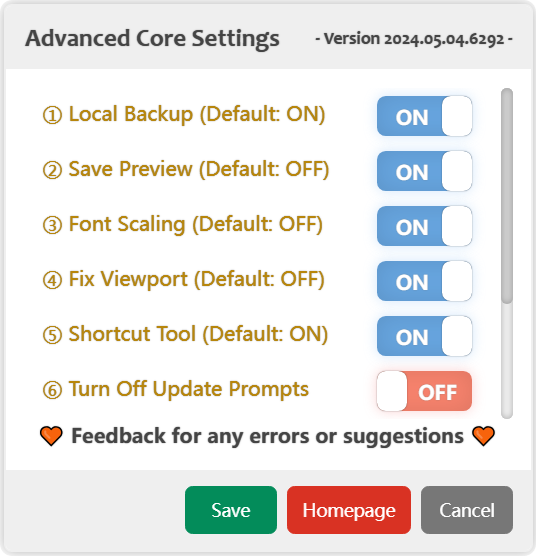 Advanced Core Settings - Version 2024.05.04.6292 -
① Local Backup (Default: ON) ON
② Save Preview (Default: OFF) ON
③ Font Scaling (Default: OFF) ON
④ Fix Viewport (Default: OFF) ON
⑤ Shortcut Tool (Default: ON) ON
⑥ Turn Off Update Prompts OFF
🧡 Feedback for any errors or suggestions 🧡
Save Homepage Cancel